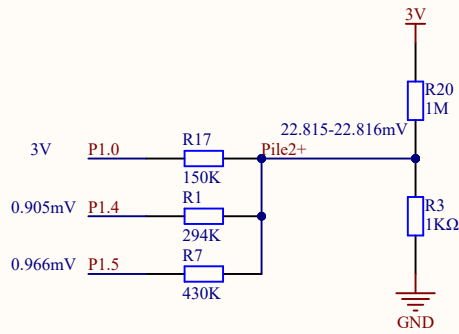 3V
R20
1M
22.815-22.816mV
R17
3V
P1.0
Pile2+
150K
R3
1KΩ
R1
0.905mV
P1.4
294K
R7
0.966mV
P1.5
430K
GND